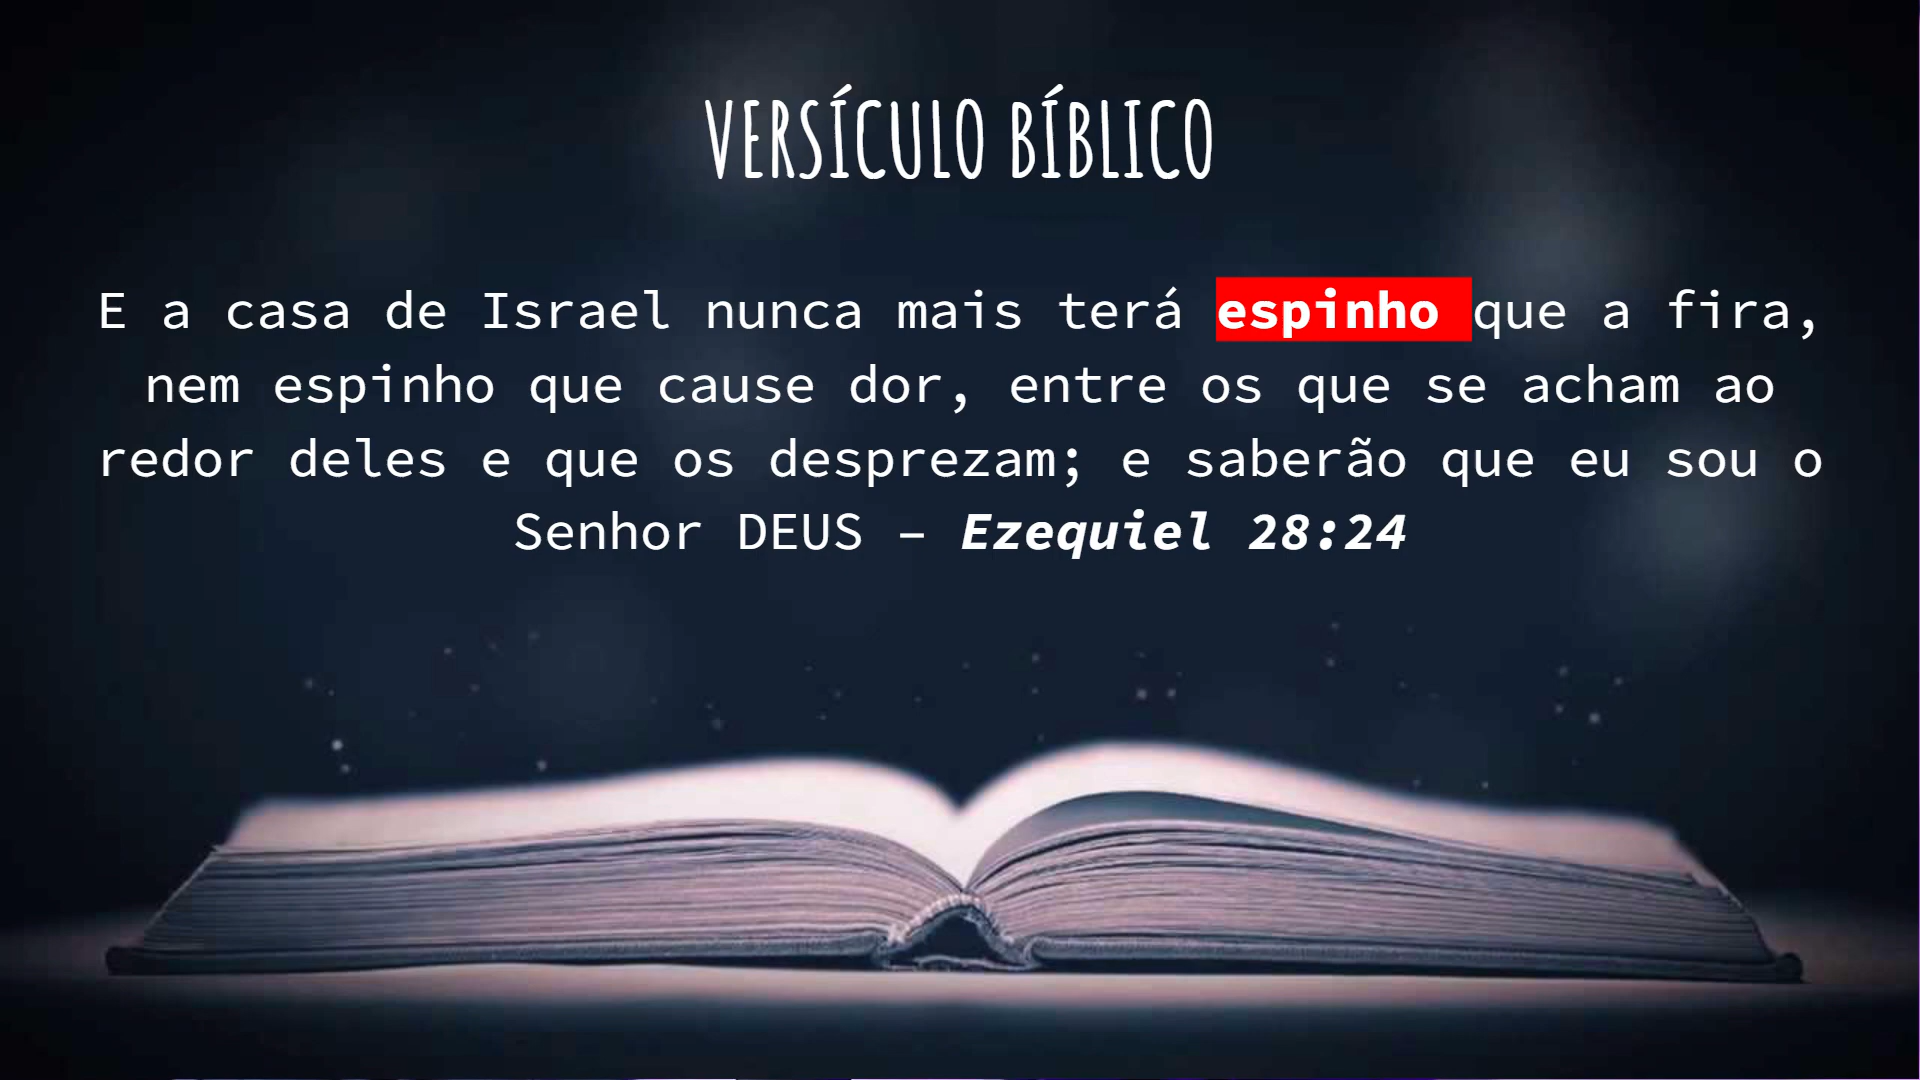 VERSÍCULO BÍBLICO
E a casa de Israel nunca mais terá espinho que a fira,
nem espinho que cause dor, entre os que se acham ao
redor deles e que os desprezam; e saberão que eu sou o
Senhor DEUS – Ezequiel 28:24